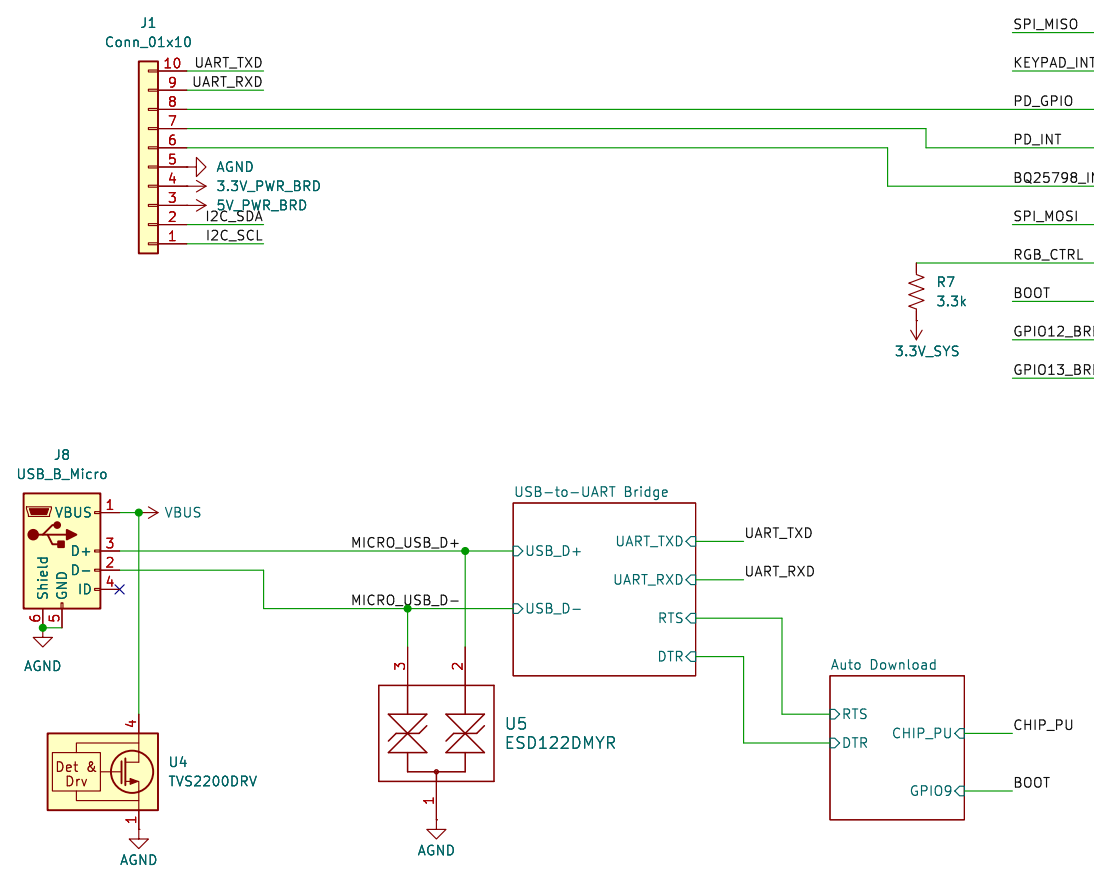 J1
Conn_01x10
10 UART_TXD
9 UART_RXD
8
7
6
5 AGND
4 3.3V_PWR_BRD
3 5V_PWR_BRD
2 I2C_SDA
1 I2C_SCL
SPI_MISO
KEYPAD_INT
PD_GPIO
PD_INT
BQ25798_IN
SPI_MOSI
RGB_CTRL
R7
3.3k
3.3V_SYS
BOOT
GPIO12_BR
GPIO13_BR
J8
USB_B_Micro
VBUS 1 VBUS
D+ 3 MICRO_USB_D+
D- 2 MICRO_USB_D-
ID 4
Shield
GND
6
5
AGND
4
Det &
Drv
U4
TVS2200DRV
1
AGND
3
2
U5
ESD122DMYR
1
AGND
USB-to-UART Bridge
USB_D+
USB_D-
UART_TXD UART_TXD
UART_RXD UART_RXD
RTS
DTR
Auto Download
RTS
DTR
CHIP_PU CHIP_PU
GPIO9 BOOT